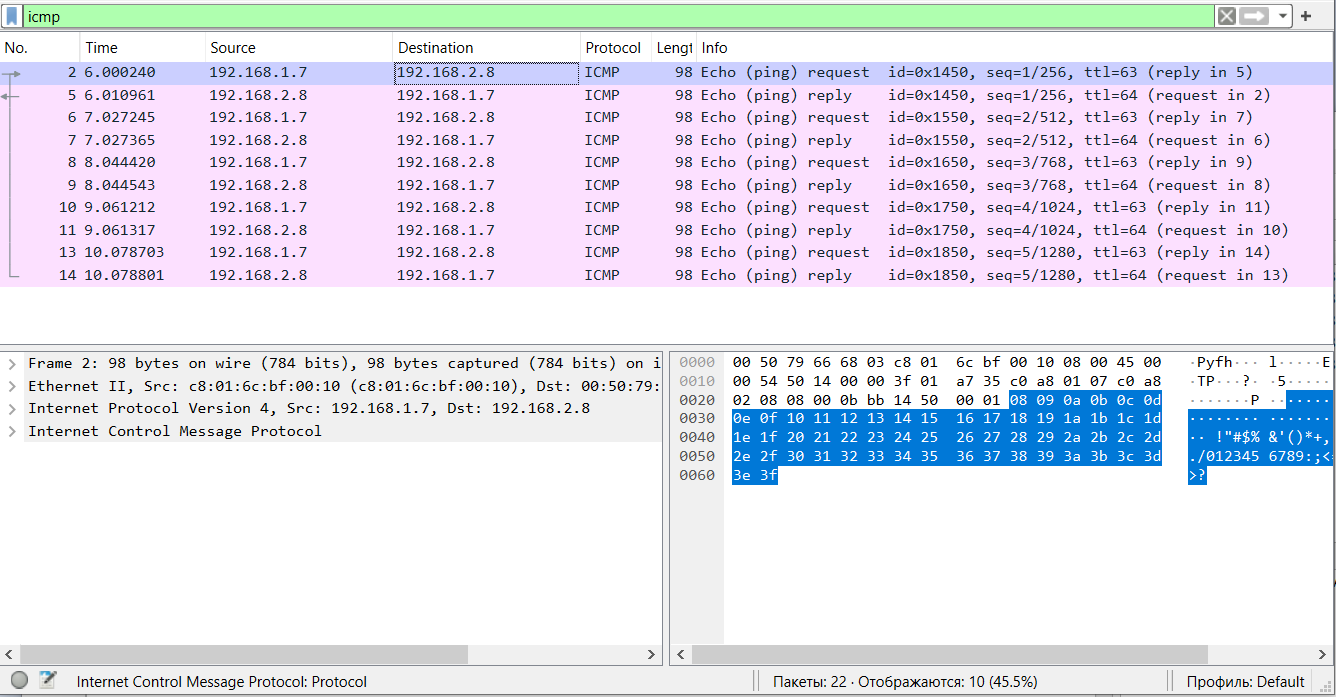 icmp
No. Time Source Destination Protocol Lengt Info
2 6.000240 192.168.1.7 192.168.2.8 ICMP 98 Echo (ping) request id=0x1450, seq=1/256, ttl=63 (reply in 5)
5 6.010961 192.168.2.8 192.168.1.7 ICMP 98 Echo (ping) reply id=0x1450, seq=1/256, ttl=64 (request in 2)
6 7.027245 192.168.1.7 192.168.2.8 ICMP 98 Echo (ping) request id=0x1550, seq=2/512, ttl=63 (reply in 7)
7 7.027365 192.168.2.8 192.168.1.7 ICMP 98 Echo (ping) reply id=0x1550, seq=2/512, ttl=64 (request in 6)
8 8.044420 192.168.1.7 192.168.2.8 ICMP 98 Echo (ping) request id=0x1650, seq=3/768, ttl=63 (reply in 9)
9 8.044543 192.168.2.8 192.168.1.7 ICMP 98 Echo (ping) reply id=0x1650, seq=3/768, ttl=64 (request in 8)
10 9.061212 192.168.1.7 192.168.2.8 ICMP 98 Echo (ping) request id=0x1750, seq=4/1024, ttl=63 (reply in 11)
11 9.061317 192.168.2.8 192.168.1.7 ICMP 98 Echo (ping) reply id=0x1750, seq=4/1024, ttl=64 (request in 10)
13 10.078703 192.168.1.7 192.168.2.8 ICMP 98 Echo (ping) request id=0x1850, seq=5/1280, ttl=63 (reply in 14)
14 10.078801 192.168.2.8 192.168.1.7 ICMP 98 Echo (ping) reply id=0x1850, seq=5/1280, ttl=64 (request in 13)
Frame 2: 98 bytes on wire (784 bits), 98 bytes captured (784 bits) on i
Ethernet II, Src: c8:01:6c:bf:00:10 (c8:01:6c:bf:00:10), Dst: 00:50:79:
Internet Protocol Version 4, Src: 192.168.1.7, Dst: 192.168.2.8
Internet Control Message Protocol
0000 00 50 79 66 68 03 c8 01 6c bf 00 10 08 00 45 00 ·Pyfh··· l·····E
0010 00 54 50 14 00 00 3f 01 a7 35 c0 a8 01 07 c0 a8 ·TP···?· ·5·····
0020 02 08 08 00 0b bb 14 50 00 01 08 09 0a 0b 0c 0d ·······P ·······
0030 0e 0f 10 11 12 13 14 15 16 17 18 19 1a 1b 1c 1d ········ ·······
0040 1e 1f 20 21 22 23 24 25 26 27 28 29 2a 2b 2c 2d ·· !"#$% &'()*+,
0050 2e 2f 30 31 32 33 34 35 36 37 38 39 3a 3b 3c 3d ./012345 6789:;<=
0060 3e 3f >?
Internet Control Message Protocol: Protocol Пакеты: 22 · Отображаются: 10 (45.5%) Профиль: Default